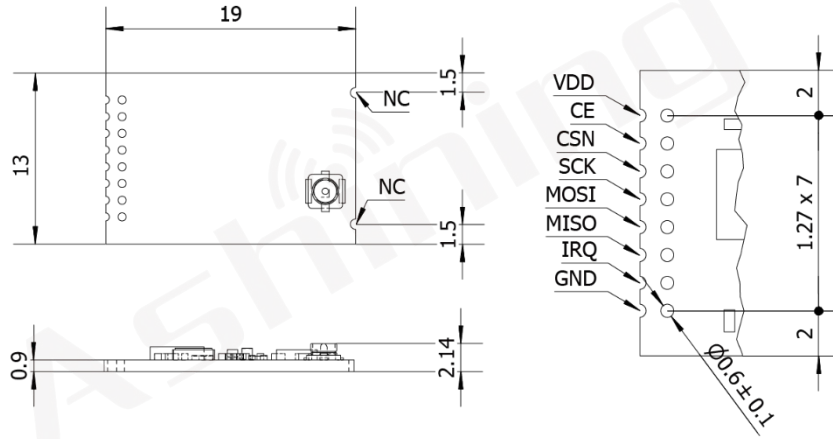 19
1.5
NC
13
NC
1.5
0.9
2.14
VDD
CE
CSN
SCK
MOSI
MISO
IRQ
GND
2
1.27 x 7
2
Ø0.6±0.1
Ashining